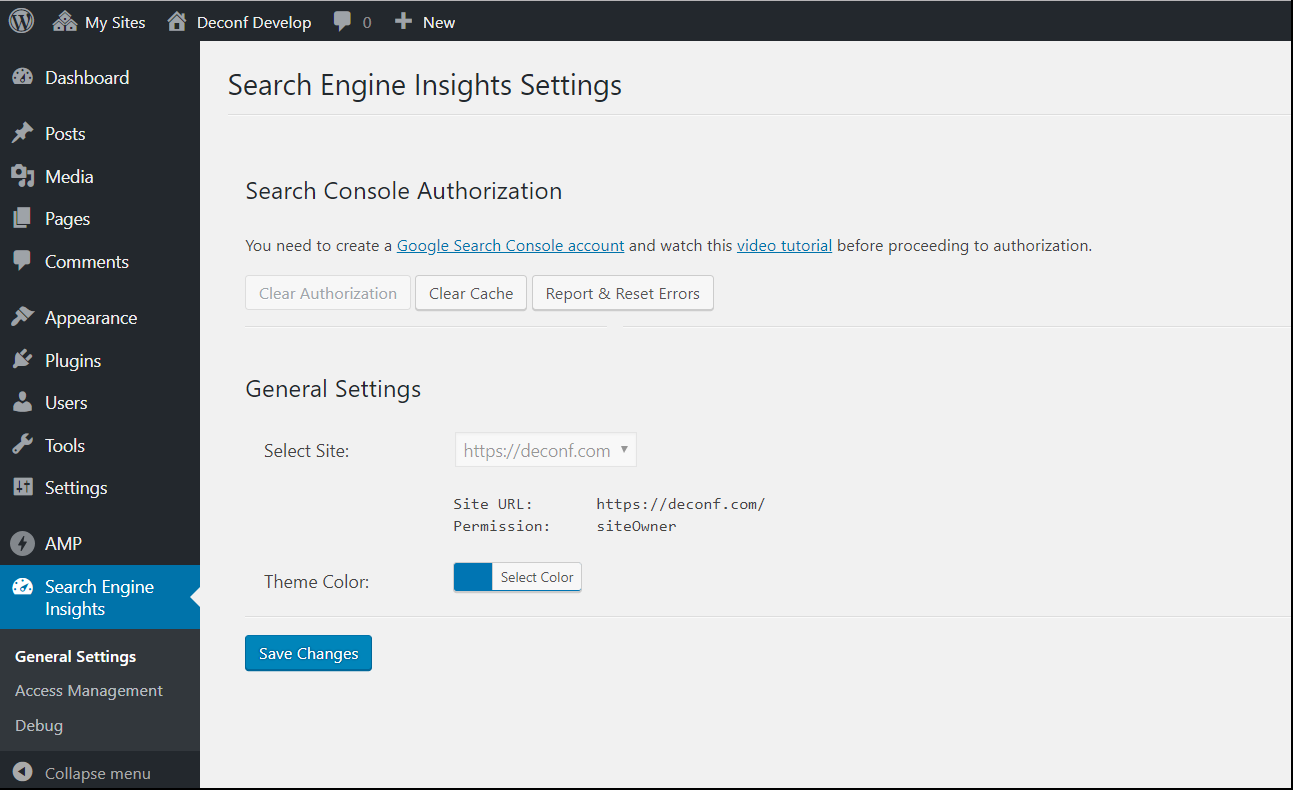 My Sites Deconf Develop 0 New
Dashboard
Posts
Media
Pages
Comments
Appearance
Plugins
Users
Tools
Settings
AMP
Search Engine
Insights
General Settings
Access Management
Debug
Collapse menu
Search Engine Insights Settings
Search Console Authorization
You need to create a Google Search Console account and watch this video tutorial before proceeding to authorization.
Clear Authorization Clear Cache Report & Reset Errors
General Settings
Select Site: https://deconf.com
Site URL: https://deconf.com/
Permission: siteOwner
Theme Color: Select Color
Save Changes